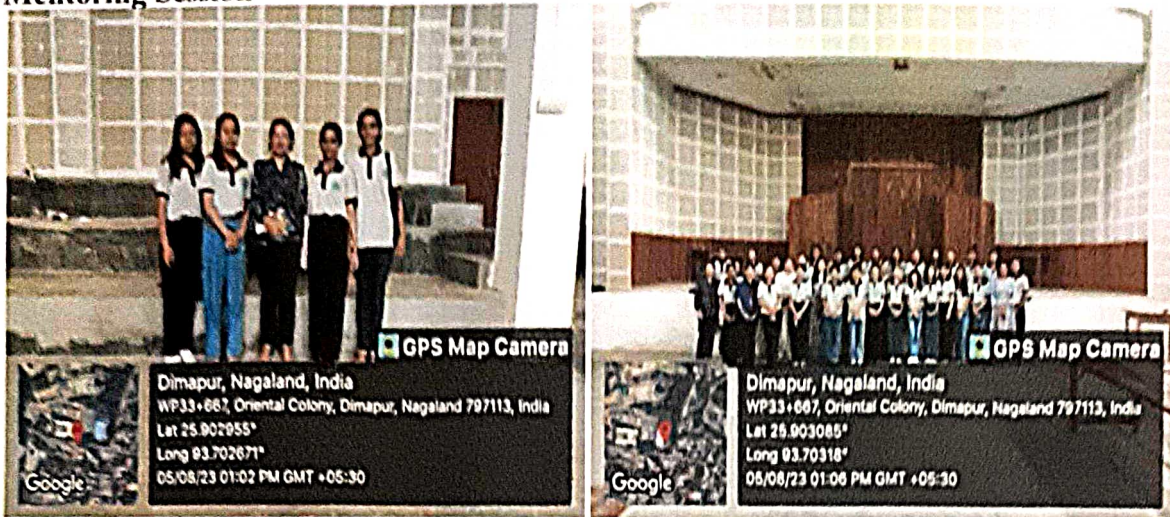 Mentoring
GPS Map Camera
Dimapur, Nagaland, India
WP33+667, Oriental Colony, Dimapur, Nagaland 797113, India
Lat 25.902955°
Long 93.702671°
05/08/23 01:02 PM GMT +05:30
Google
GPS Map Camera
Dimapur, Nagaland, India
WP33+667, Oriental Colony, Dimapur, Nagaland 797113, India
Lat 25.903085°
Long 93.70318°
05/08/23 01:06 PM GMT +05:30
Google